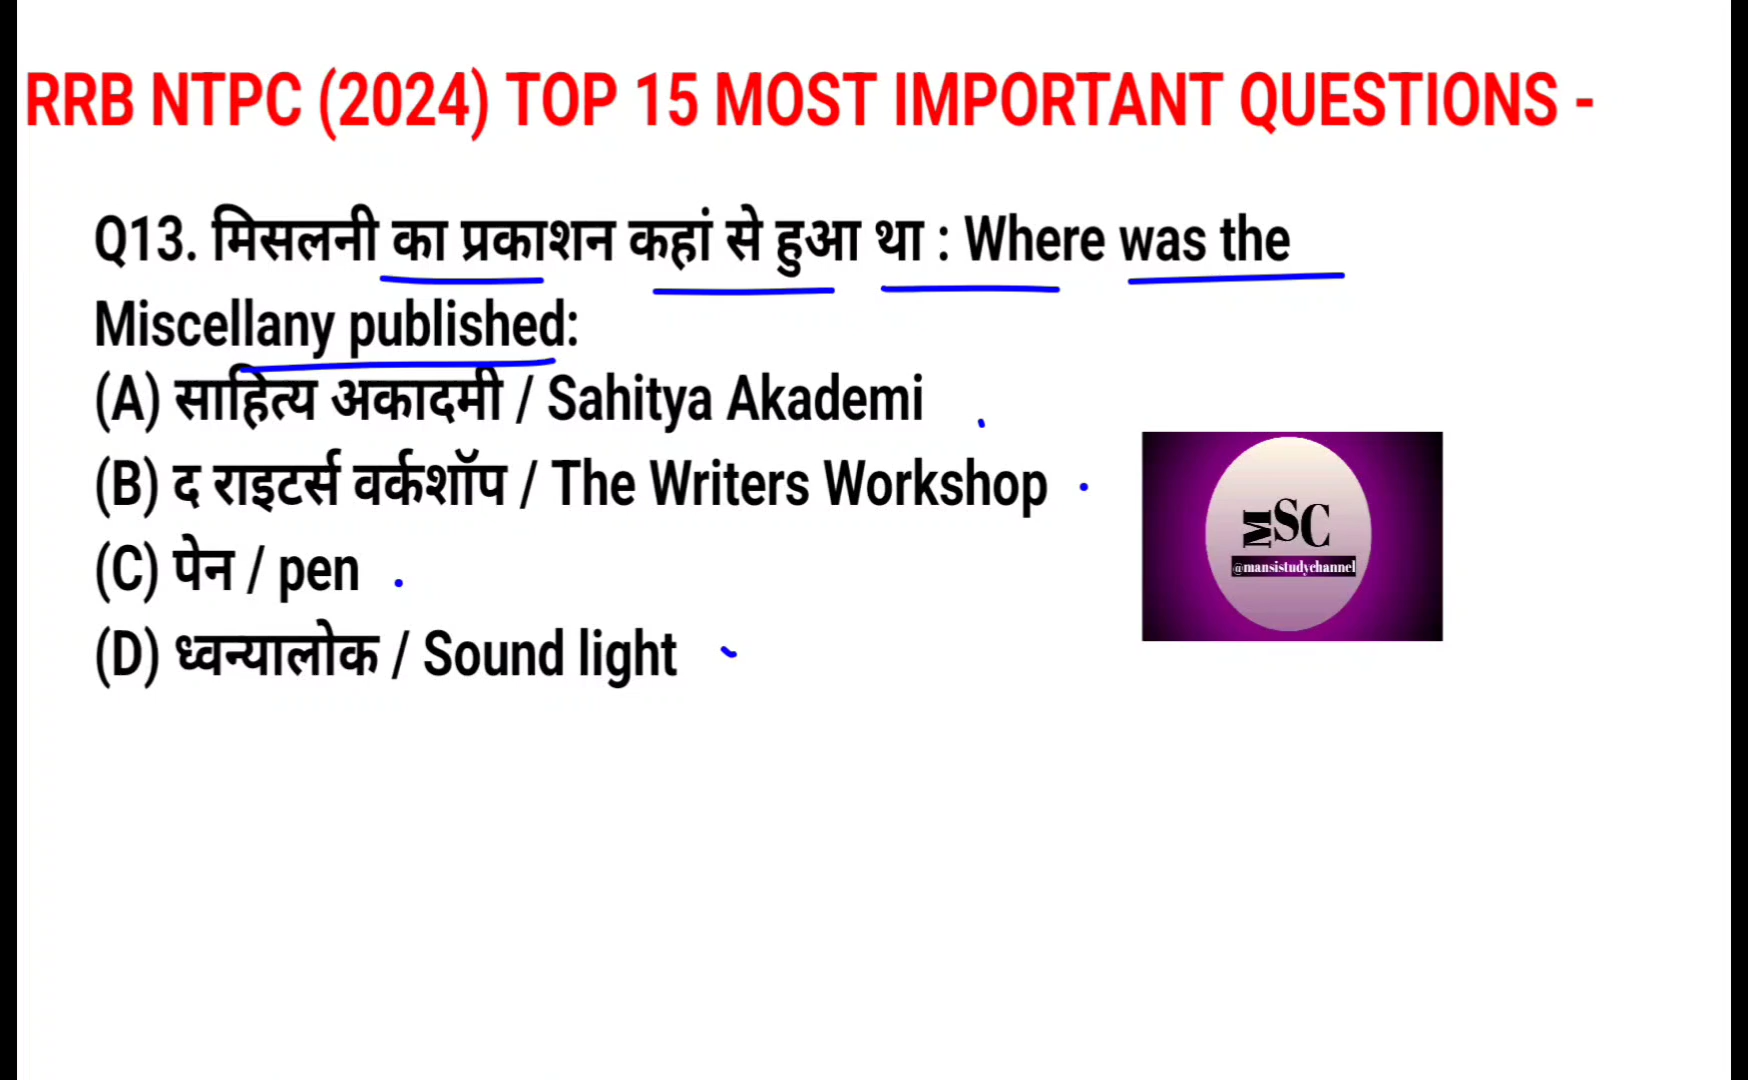 RRB NTPC (2024) TOP 15 MOST IMPORTANT QUESTIONS -
Q13. मिसलनी का प्रकाशन कहां से हुआ था : Where was the
Miscellany published:
(A) साहित्य अकादमी / Sahitya Akademi
(B) द राइटर्स वर्कशॉप / The Writers Workshop
(C) पेन / pen
(D) ध्वन्यालोक / Sound light
MSC
@mansistudychannel